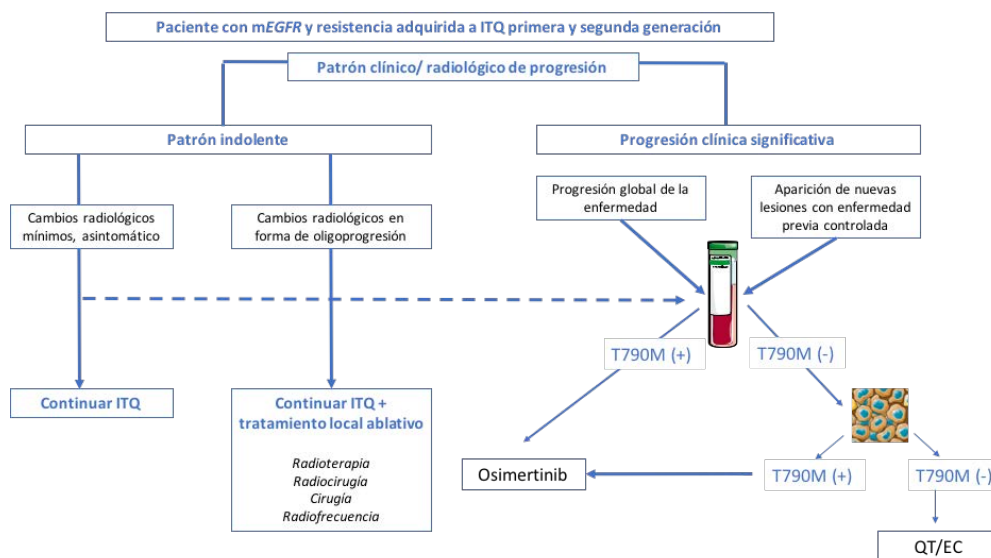 Paciente con mEGFR y resistencia adquirida a ITQ primera y segunda generación
Patrón clínico/ radiológico de progresión
Patrón indolente
Progresión clínica significativa
Cambios radiológicos
mínimos, asintomático
Cambios radiológicos en
forma de oligoprogresión
Progresión global de la
enfermedad
Aparición de nuevas
lesiones con enfermedad
previa controlada
T790M (+)
T790M (-)
Continuar ITQ
Continuar ITQ +
tratamiento local ablativo
Radioterapia
Radiocirugía
Cirugía
Radiofrecuencia
Osimertinib
T790M (+)
T790M (-)
QT/EC